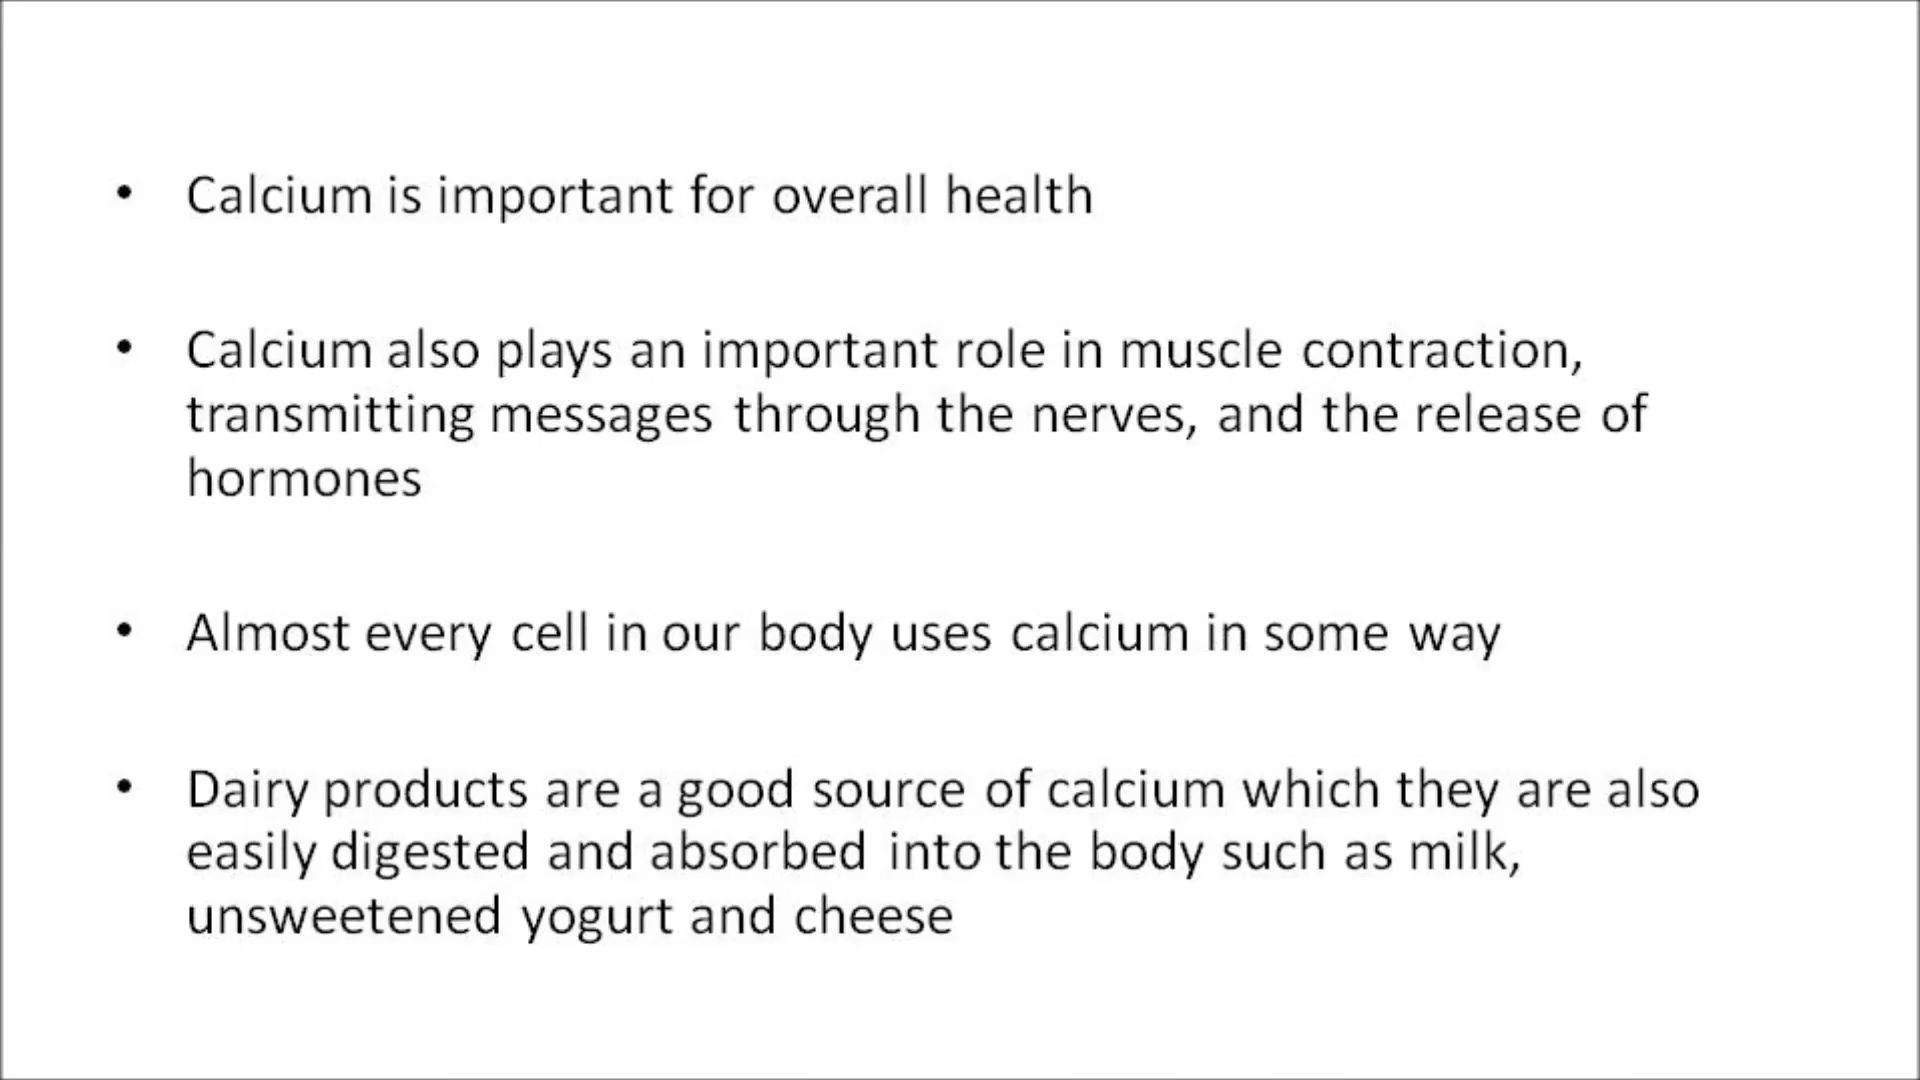 • Calcium is important for overall health
• Calcium also plays an important role in muscle contraction,
transmitting messages through the nerves, and the release of
hormones
• Almost every cell in our body uses calcium in some way
• Dairy products are a good source of calcium which they are also
easily digested and absorbed into the body such as milk,
unsweetened yogurt and cheese